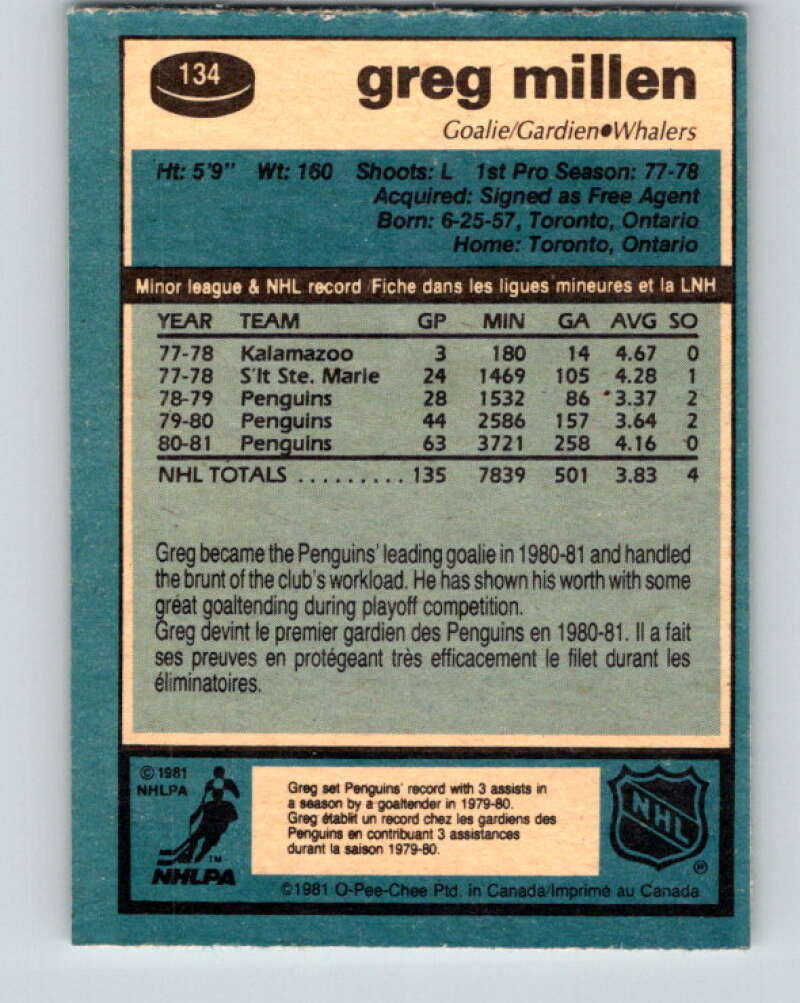 134
greg millen
Goalie/Gardien•Whalers
Ht: 5'9" Wt: 160 Shoots: L 1st Pro Season: 77-78
Acquired: Signed as Free Agent
Born: 6-25-57, Toronto, Ontario
Home: Toronto, Ontario
Minor league & NHL record/Fiche dans les ligues mineures et la LNH
YEAR TEAM GP MIN GA AVG SO
77-78 Kalamazoo 3 180 14 4.67 0
77-78 S'lt Ste. Marie 24 1469 105 4.28 1
78-79 Penguins 28 1532 86 3.37 2
79-80 Penguins 44 2586 157 3.64 2
80-81 Penguins 63 3721 258 4.16 0
NHL TOTALS ......... 135 7839 501 3.83 4
Greg became the Penguins' leading goalie in 1980-81 and handled
the brunt of the club's workload. He has shown his worth with some
great goaltending during playoff competition.
Greg devint le premier gardien des Penguins en 1980-81. Il a fait
ses preuves en protégeant très efficacement le filet durant les
éliminatoires.
© 1981
NHLPA
TM
NHLPA
Greg set Penguins' record with 3 assists in
a season by a goaltender in 1979-80.
Greg établit un record chez les gardiens des
Penguins en contribuant 3 assistances
durant la saison 1979-80.
NHL
®
©1981 O-Pee-Chee Ptd. in Canada/Imprimé au Canada